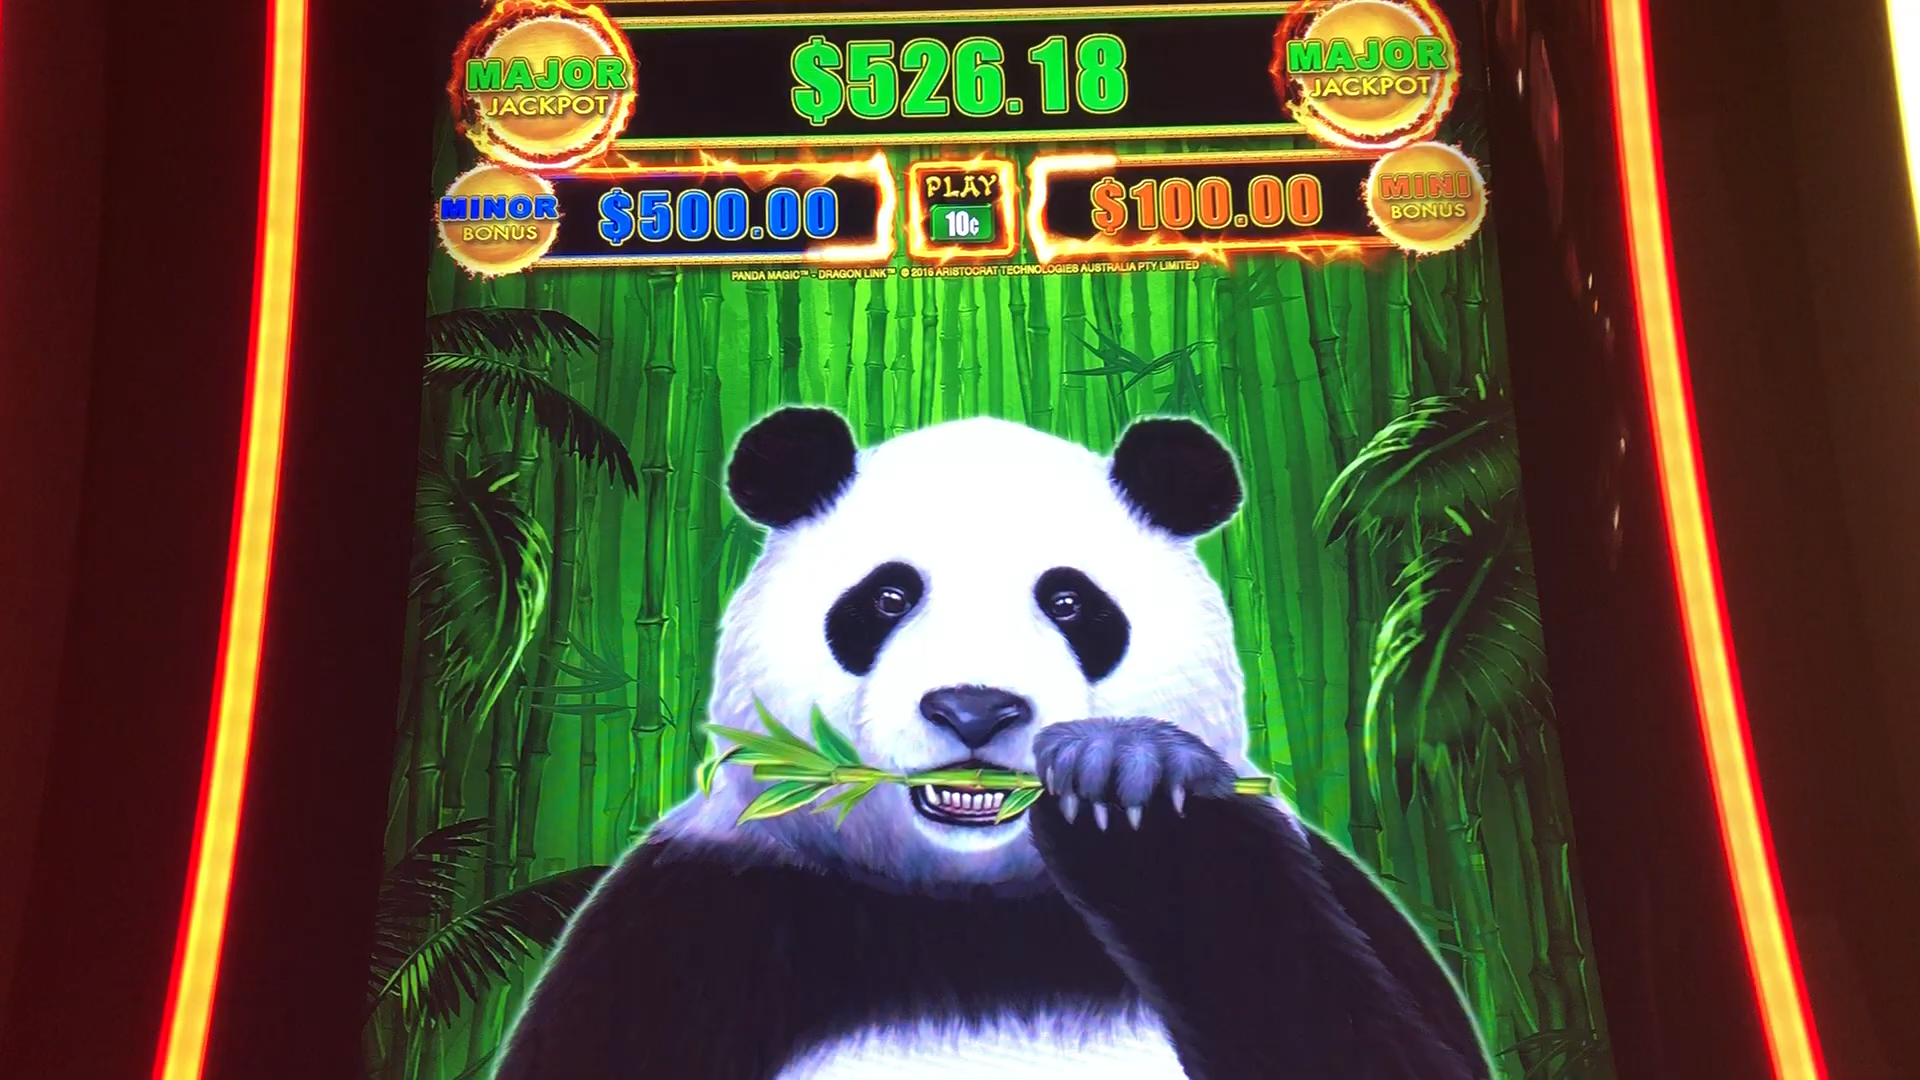 MAJOR
JACKPOT
$526.18
MAJOR
JACKPOT
MINOR
BONUS
$500.00
PLAY
10¢
$100.00
MINI
BONUS
PANDA MAGIC™ - DRAGON LINK™ © 2016 ARISTOCRAT TECHNOLOGIES AUSTRALIA PTY LIMITED